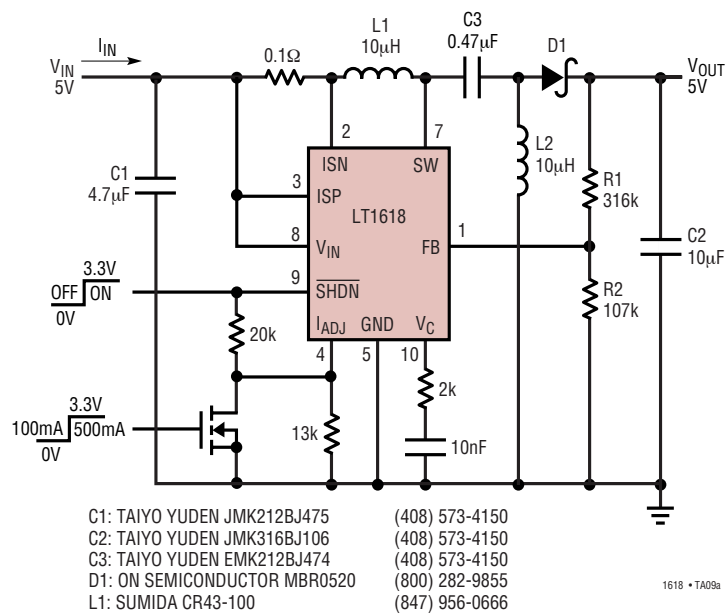 I_IN
V_IN
5V
0.1Ω
L1
10µH
C3
0.47µF
D1
V_OUT
5V
C1
4.7µF
2
7
ISN
SW
3
ISP
LT1618
8
V_IN
FB
1
9
SHDN
I_ADJ
GND
V_C
4
5
10
L2
10µH
R1
316k
R2
107k
C2
10µF
3.3V
OFF
ON
0V
20k
3.3V
100mA
500mA
0V
13k
2k
10nF
C1: TAIYO YUDEN JMK212BJ475 (408) 573-4150
C2: TAIYO YUDEN JMK316BJ106 (408) 573-4150
C3: TAIYO YUDEN EMK212BJ474 (408) 573-4150
D1: ON SEMICONDUCTOR MBR0520 (800) 282-9855
L1: SUMIDA CR43-100 (847) 956-0666
1618 • TA09a